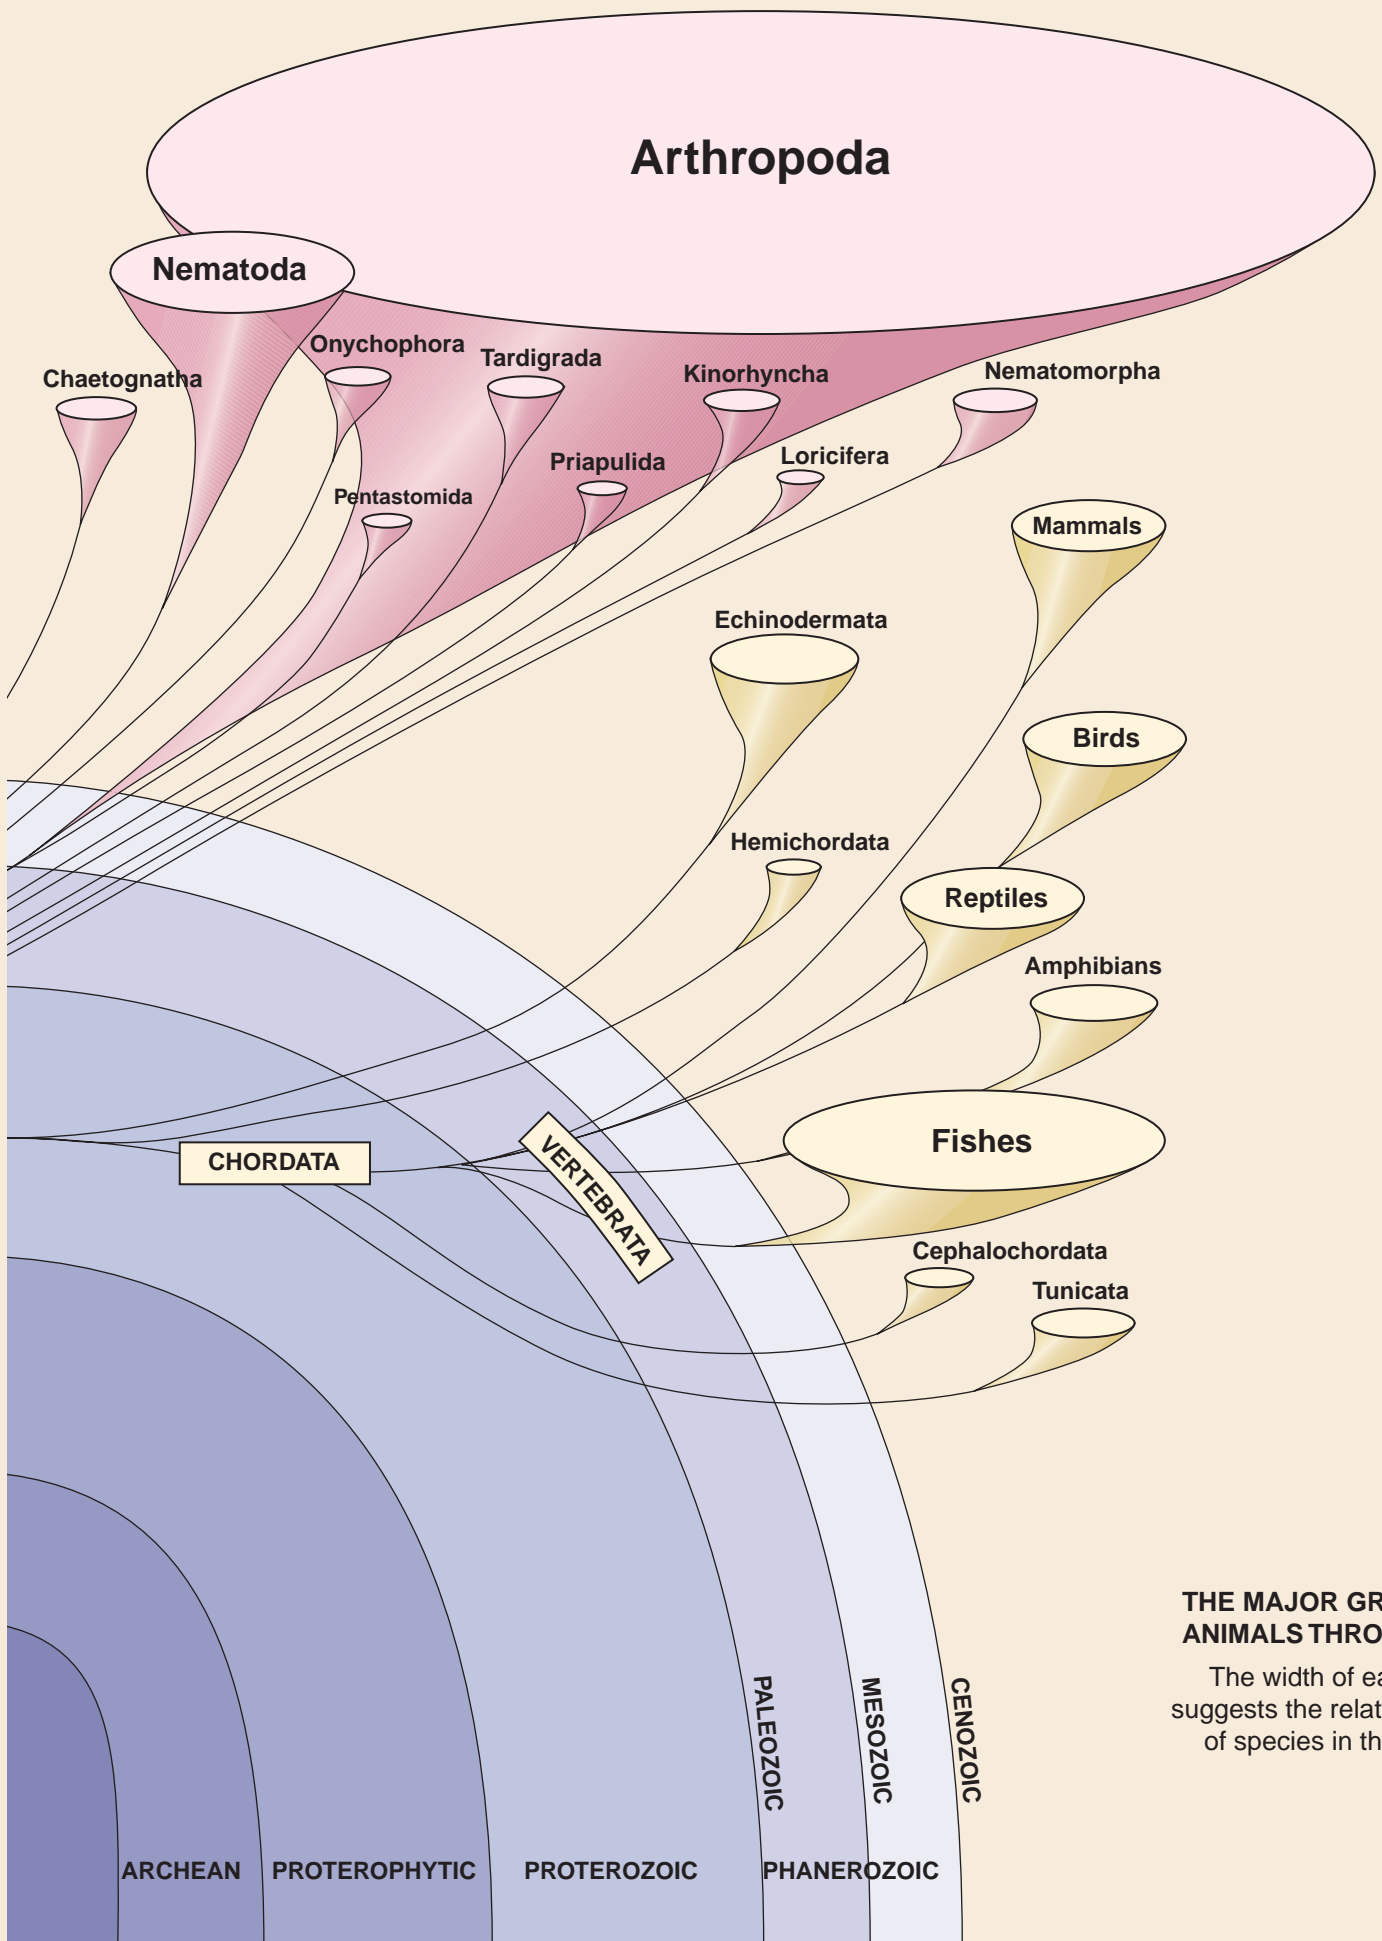 Arthropoda
Nematoda
Onychophora
Tardigrada
Chaetognatha
Kinorhyncha
Nematomorpha
Priapulida
Loricifera
Pentastomida
Mammals
Echinodermata
Birds
Hemichordata
Reptiles
Amphibians
Fishes
CHORDATA
VERTEBRATA
Cephalochordata
Tunicata
THE MAJOR GR
ANIMALS THRO
The width of ea
suggests the relat
of species in th
PALEOZOIC
MESOZOIC
CENOZOIC
ARCHEAN
PROTEROPHYTIC
PROTEROZOIC
PHANEROZOIC